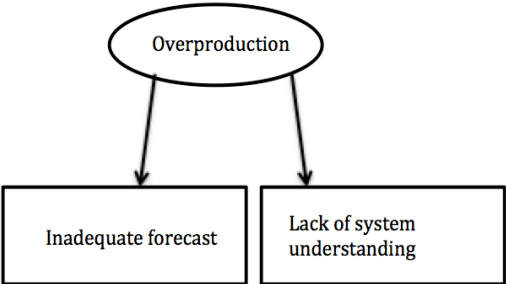 Overproduction
Inadequate forecast
Lack of system
understanding